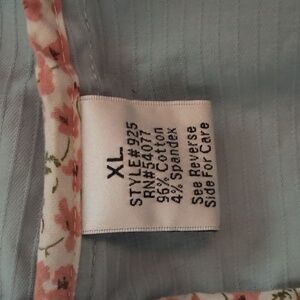 XL
STYLE# 925
RN#54077
96% Cotton
4% Spandex
See Reverse
Side For Care